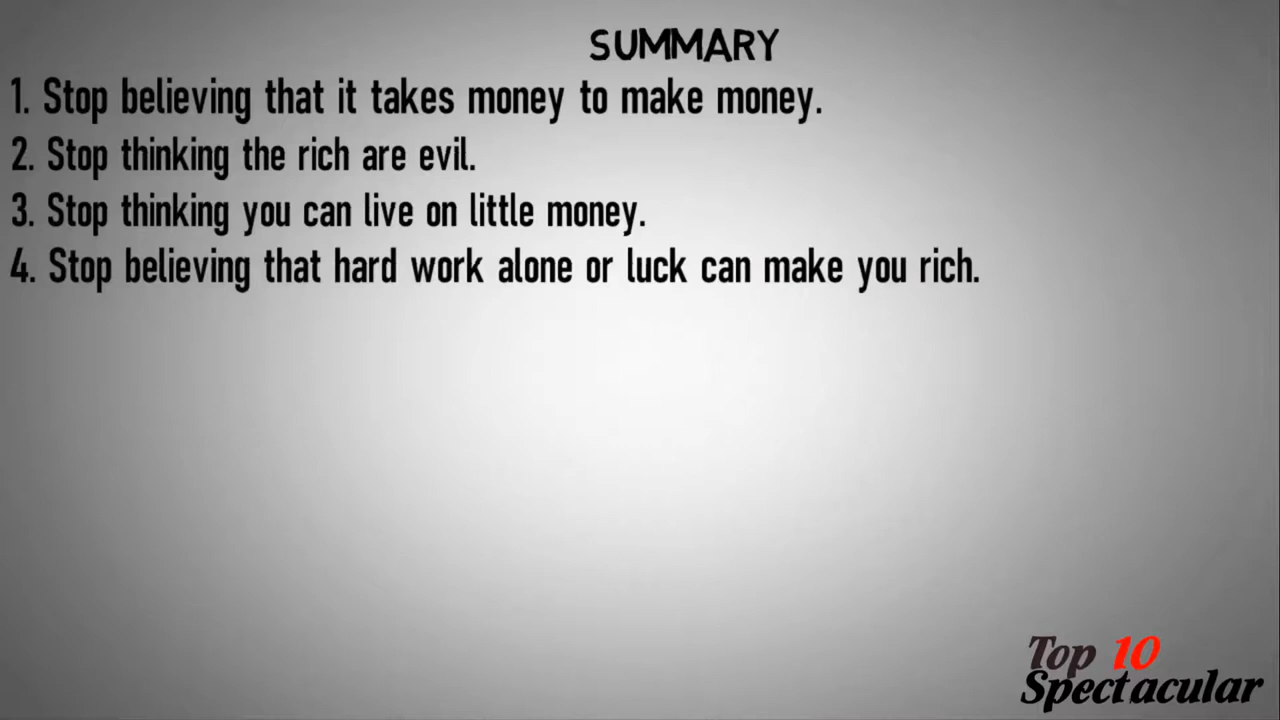 SUMMARY
1. Stop believing that it takes money to make money.
2. Stop thinking the rich are evil.
3. Stop thinking you can live on little money.
4. Stop believing that hard work alone or luck can make you rich.
Top 10
Spectacular